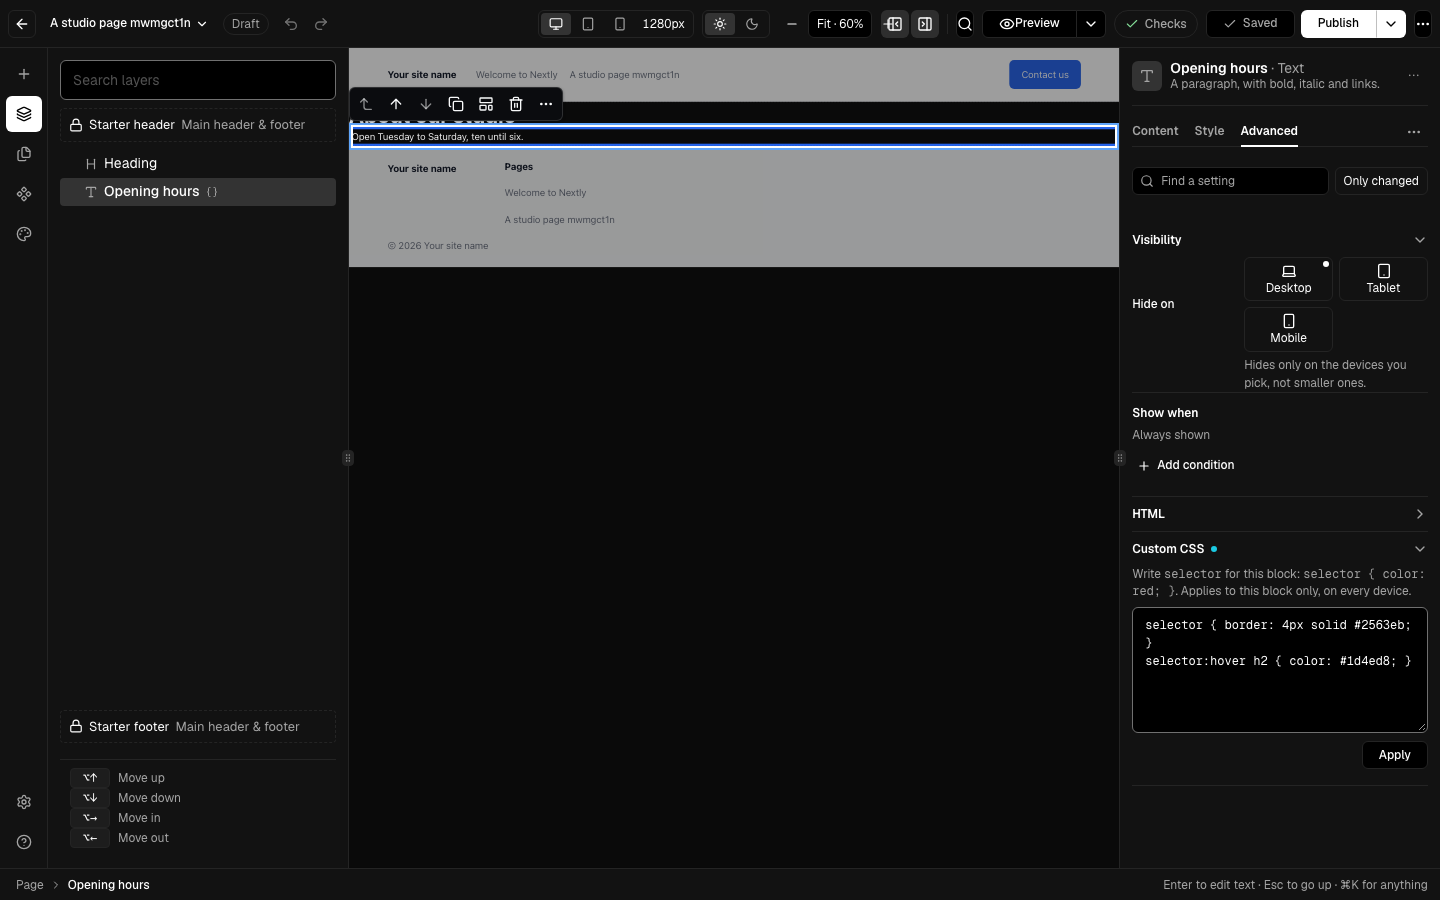 A studio page mwmgct1n
Draft
1280px
Fit · 60%
Preview
Checks
Saved
Publish
Search layers
Starter header Main header & footer
Heading
Opening hours {}
Starter footer Main header & footer
Move up
Move down
Move in
Move out
Your site name
Welcome to Nextly
A studio page mwmgct1n
Contact us
Open Tuesday to Saturday, ten until six.
Your site name
Pages
Welcome to Nextly
A studio page mwmgct1n
© 2026 Your site name
Opening hours · Text
A paragraph, with bold, italic and links.
Content
Style
Advanced
Find a setting
Only changed
Visibility
Hide on
Desktop
Tablet
Mobile
Hides only on the devices you
pick, not smaller ones.
Show when
Always shown
Add condition
HTML
Custom CSS
Write selector for this block: selector { color:
red; }. Applies to this block only, on every device.
selector { border: 4px solid #2563eb;
}
selector:hover h2 { color: #1d4ed8; }
Apply
Page
Opening hours
Enter to edit text · Esc to go up · ⌘K for anything